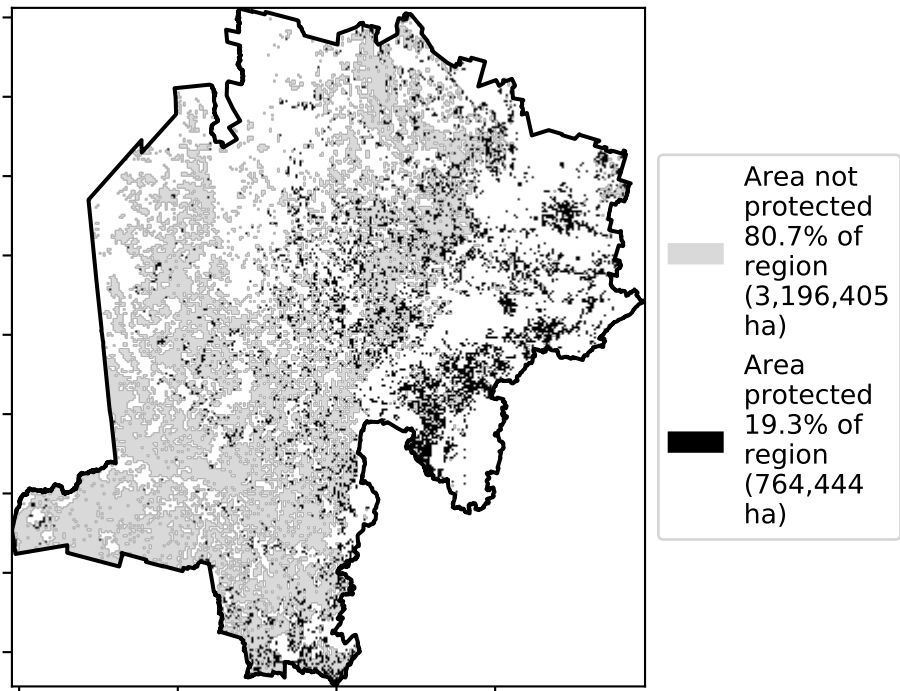 Area not
protected
80.7% of
region
(3,196,405
ha)
Area
protected
19.3% of
region
(764,444
ha)